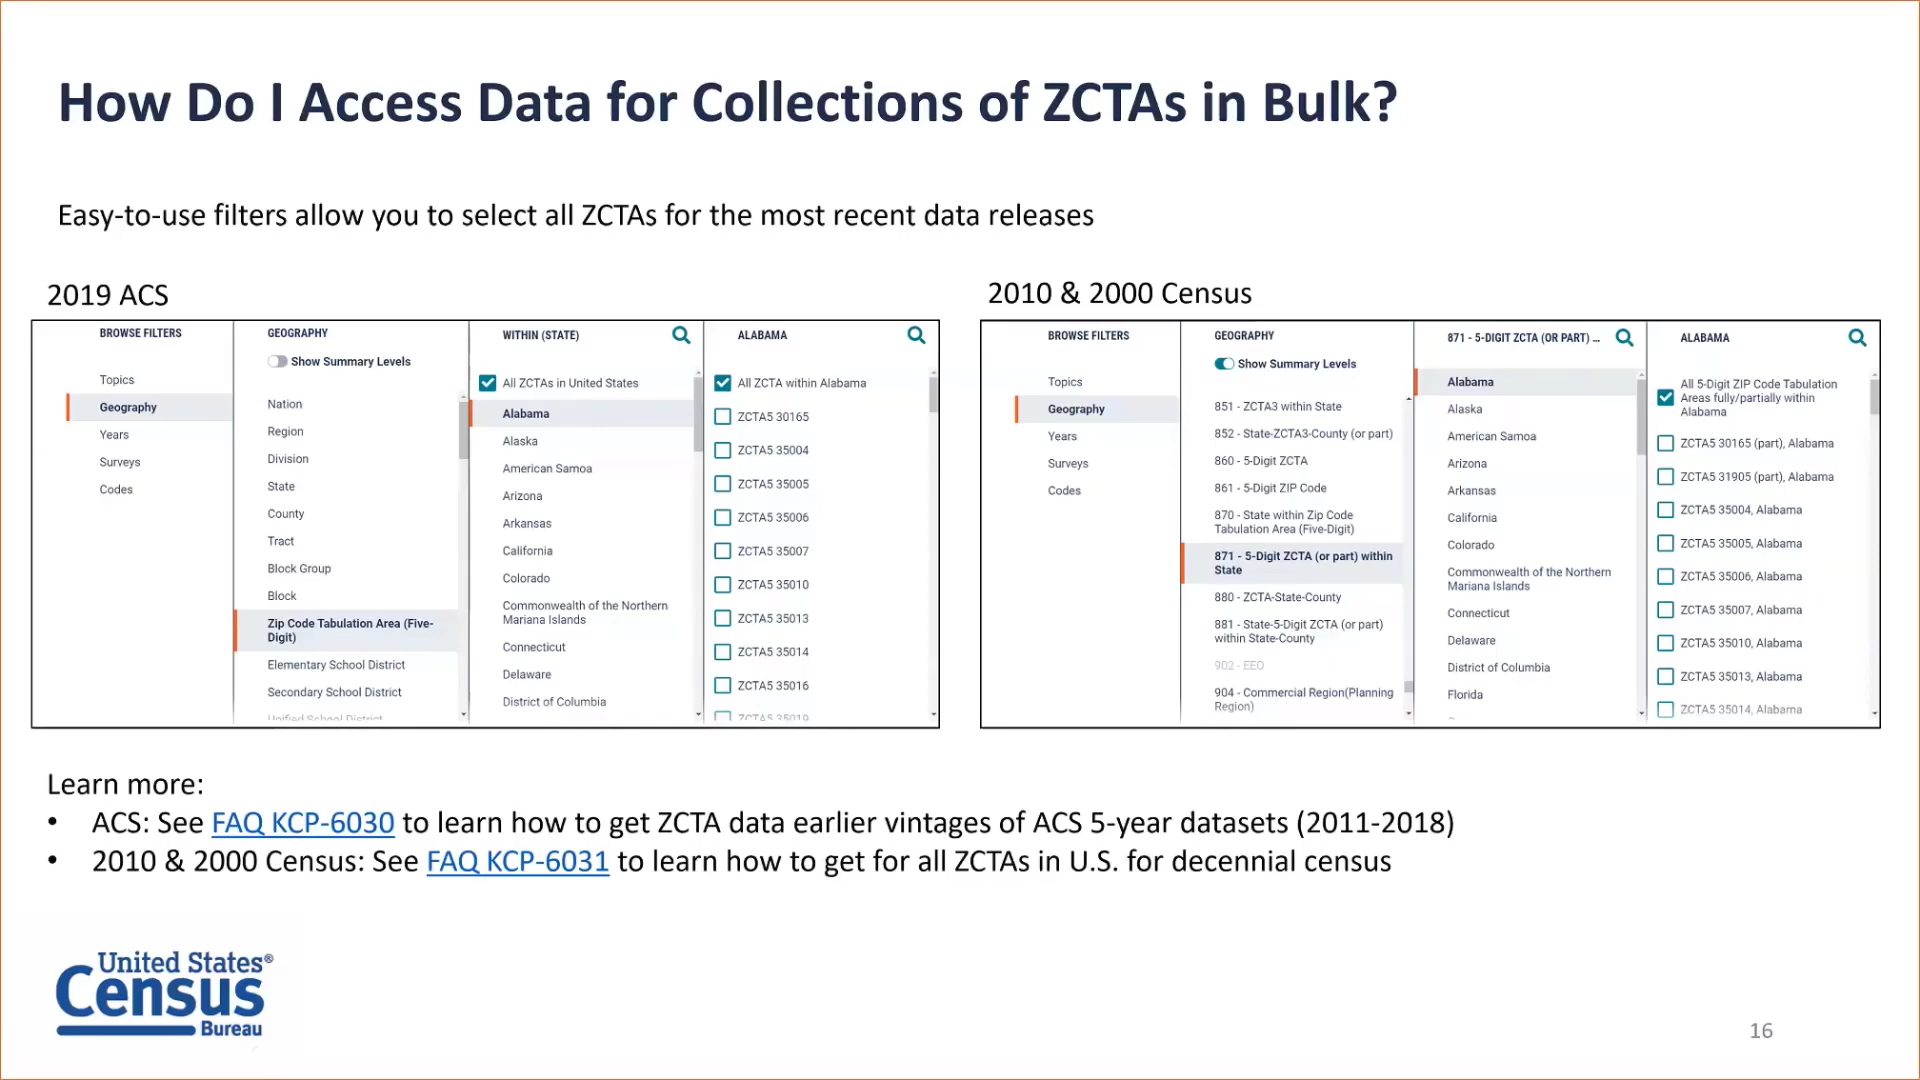 How Do I Access Data for Collections of ZCTAs in Bulk?
Easy-to-use filters allow you to select all ZCTAs for the most recent data releases
2019 ACS
BROWSE FILTERS
Topics
Geography
Years
Surveys
Codes
GEOGRAPHY
Show Summary Levels
Nation
Region
Division
State
County
Tract
Block Group
Block
Zip Code Tabulation Area (Five-
Digit)
Elementary School District
Secondary School District
Unified School District
WITHIN (STATE)
All ZCTAs in United States
Alabama
Alaska
American Samoa
Arizona
Arkansas
California
Colorado
Commonwealth of the Northern
Mariana Islands
Connecticut
Delaware
District of Columbia
ALABAMA
All ZCTA within Alabama
ZCTA5 30165
ZCTA5 35004
ZCTA5 35005
ZCTA5 35006
ZCTA5 35007
ZCTA5 35010
ZCTA5 35013
ZCTA5 35014
ZCTA5 35016
ZCTA5 35019
2010 & 2000 Census
BROWSE FILTERS
Topics
Geography
Years
Surveys
Codes
GEOGRAPHY
Show Summary Levels
851 - ZCTA3 within State
852 - State-ZCTA3-County (or part)
860 - 5-Digit ZCTA
861 - 5-Digit ZIP Code
870 - State within Zip Code
Tabulation Area (Five-Digit)
871 - 5-Digit ZCTA (or part) within
State
880 - ZCTA-State-County
881 - State-5-Digit ZCTA (or part)
within State-County
902 - EEO
904 - Commercial Region(Planning
Region)
871 - 5-DIGIT ZCTA (OR PART) ...
Alabama
Alaska
American Samoa
Arizona
Arkansas
California
Colorado
Commonwealth of the Northern
Mariana Islands
Connecticut
Delaware
District of Columbia
Florida
ALABAMA
All 5-Digit ZIP Code Tabulation
Areas fully/partially within
Alabama
ZCTA5 30165 (part), Alabama
ZCTA5 31905 (part), Alabama
ZCTA5 35004, Alabama
ZCTA5 35005, Alabama
ZCTA5 35006, Alabama
ZCTA5 35007, Alabama
ZCTA5 35010, Alabama
ZCTA5 35013, Alabama
ZCTA5 35014, Alabama
Learn more:
• ACS: See FAQ KCP-6030 to learn how to get ZCTA data earlier vintages of ACS 5-year datasets (2011-2018)
• 2010 & 2000 Census: See FAQ KCP-6031 to learn how to get for all ZCTAs in U.S. for decennial census
United States®
Census
Bureau
16